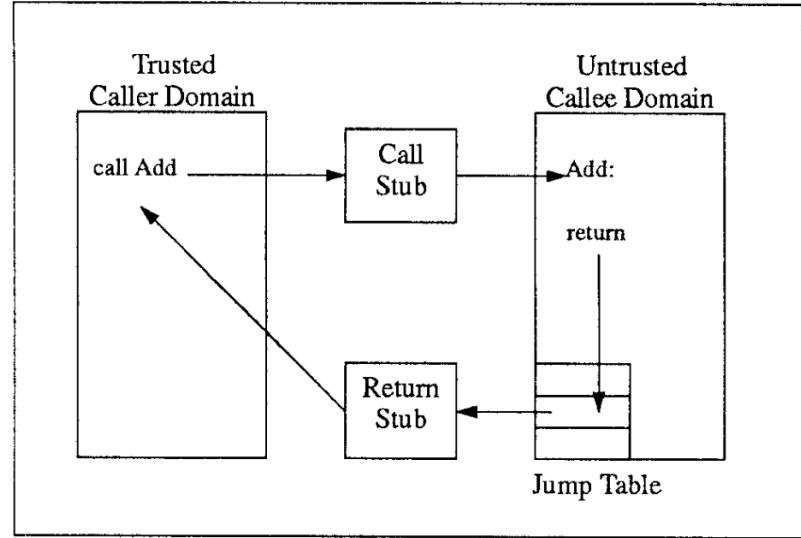 Trusted
Caller Domain
Untrusted
Callee Domain
call Add
Call
Stub
Add:
return
Return
Stub
Jump Table